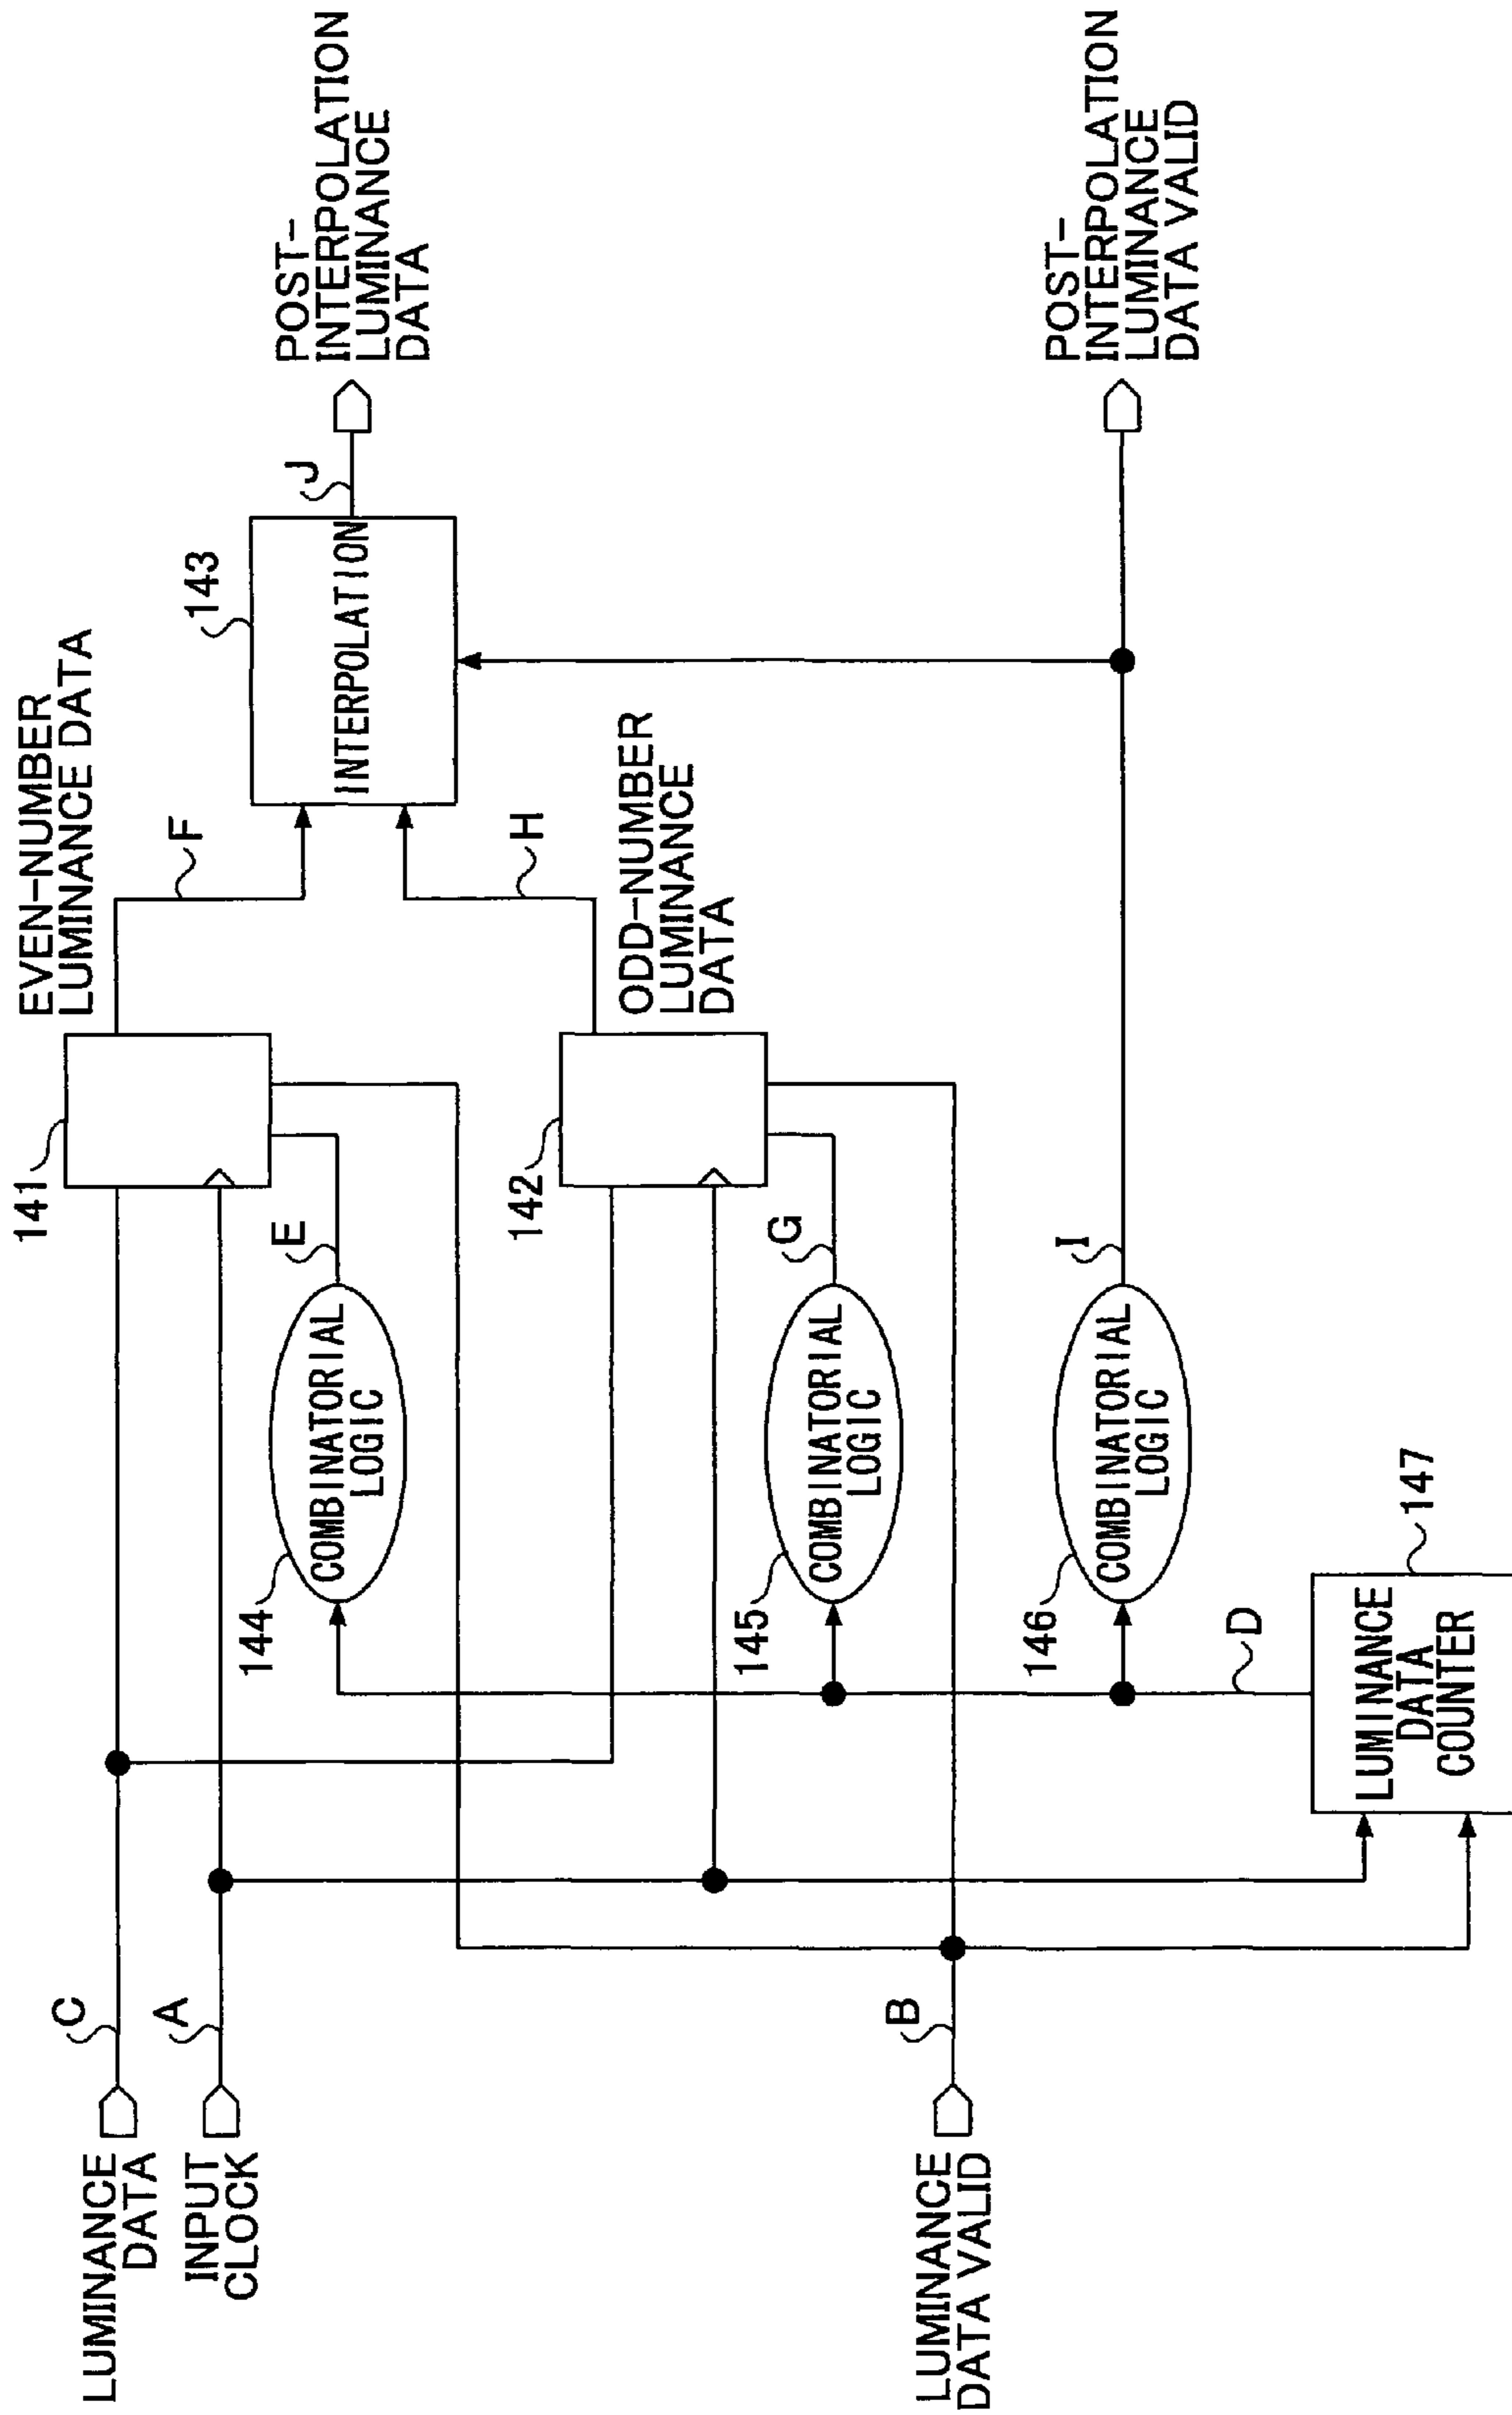 LUMINANCE
DATA
C
INPUT
CLOCK
A
LUMINANCE
DATA VALID
B
141
EVEN-NUMBER
LUMINANCE DATA
F
143
INTERPOLATION
J
POST-
INTERPOLATION
LUMINANCE
DATA
144
COMBINATORIAL
LOGIC
E
142
ODD-NUMBER
LUMINANCE
DATA
H
145
COMBINATORIAL
LOGIC
G
146
COMBINATORIAL
LOGIC
I
POST-
INTERPOLATION
LUMINANCE
DATA VALID
D
147
LUMINANCE
DATA
COUNTER